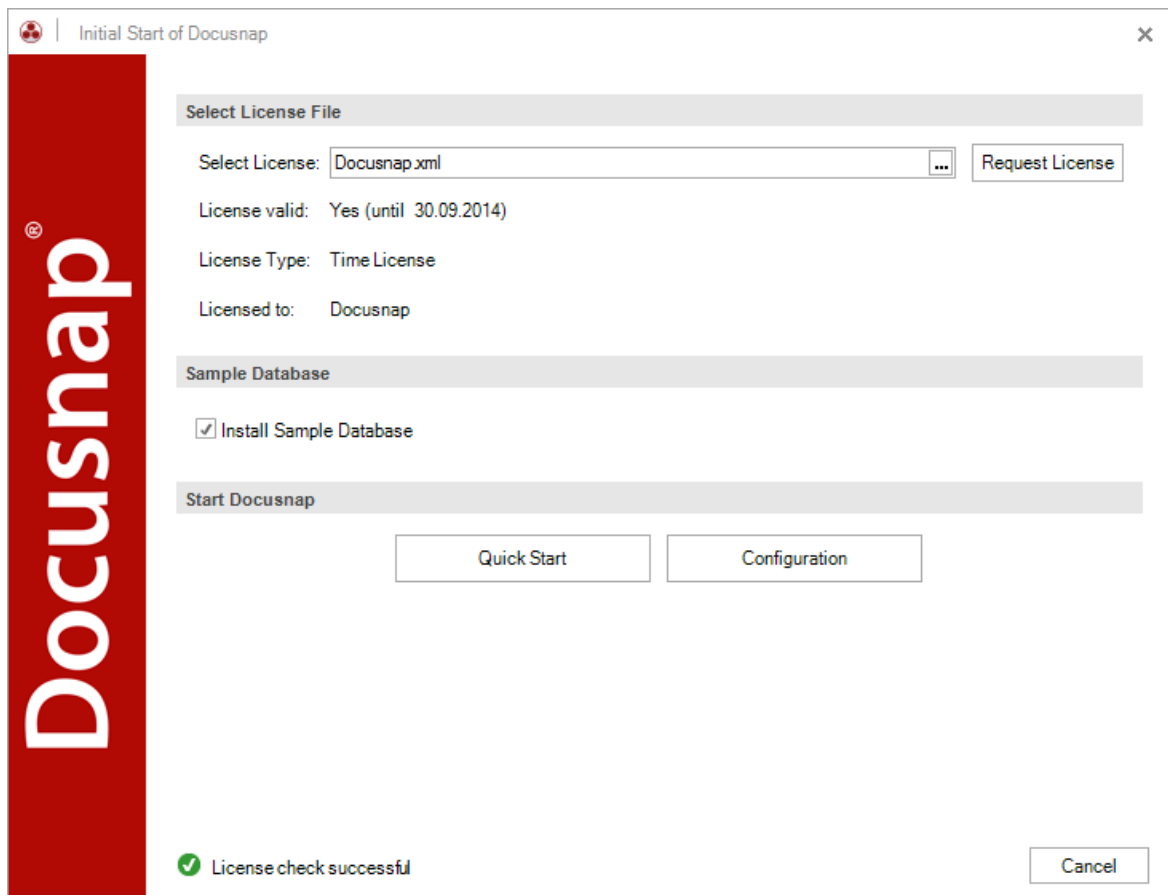 Initial Start of Docusnap
Docusnap®
Select License File
Select License: Docusnap.xml ... Request License
License valid: Yes (until 30.09.2014)
License Type: Time License
Licensed to: Docusnap
Sample Database
Install Sample Database
Start Docusnap
Quick Start Configuration
License check successful Cancel